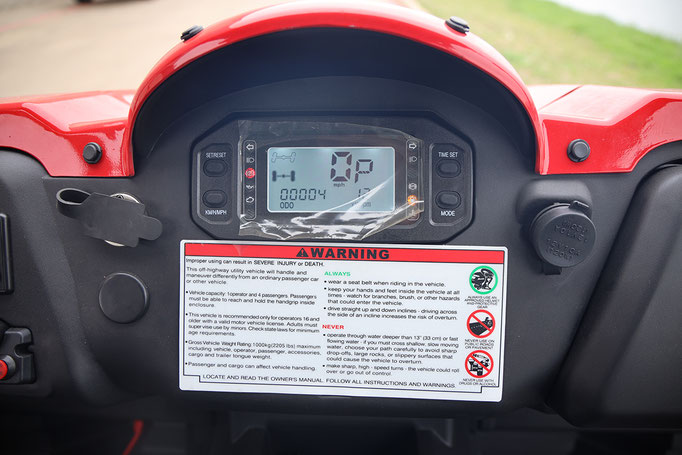 SET/RESET
KM/H/MPH
0P
mph
00004
ODO
TIME SET
MODE
WARNING
Improper using can result in SEVERE INJURY or DEATH.
This off-highway utility vehicle will handle and
maneuver differently from an ordinary passenger car
or other vehicle.
• Vehicle capacity: 1operator and 4 passengers. Passengers
must be able to reach and hold the handgrip inside
enclosure.
• This vehicle is recommended only for operators 16 and
older with a valid motor vehicle license. Adults must
supervise use by minors. Check state laws for minimum
age requirements.
• Gross Vehicle Weight Rating: 1000kg(2205 lbs) maximum
including vehicle, operator, passenger, accessories,
cargo and trailer tongue weight.
• Passenger and cargo can affect vehicle handling.
ALWAYS
• wear a seat belt when riding in the vehicle.
• keep your hands and feet inside the vehicle at all
times - watch for branches, brush, or other hazards
that could enter the vehicle.
• drive straight up and down inclines - driving across
the side of an incline increases the risk of overturn.
NEVER
• operate through water deeper than 13" (33 cm) or fast
flowing water - if you must cross shallow, slow moving
water, choose your path carefully to avoid sharp
drop-offs, large rocks, or slippery surfaces that
could cause the vehicle to overturn.
• make sharp, high - speed turns - the vehicle could roll
over or go out of control.
ALWAYS USE AN
APPROVED HELMET
AND PROTECTIVE
GEAR
NEVER USE ON
PUBLIC ROADS
OR PAVEMENT
NEVER USE WITH
DRUGS OR ALCOHOL
LOCATE AND READ THE OWNER'S MANUAL. FOLLOW ALL INSTRUCTIONS AND WARNINGS